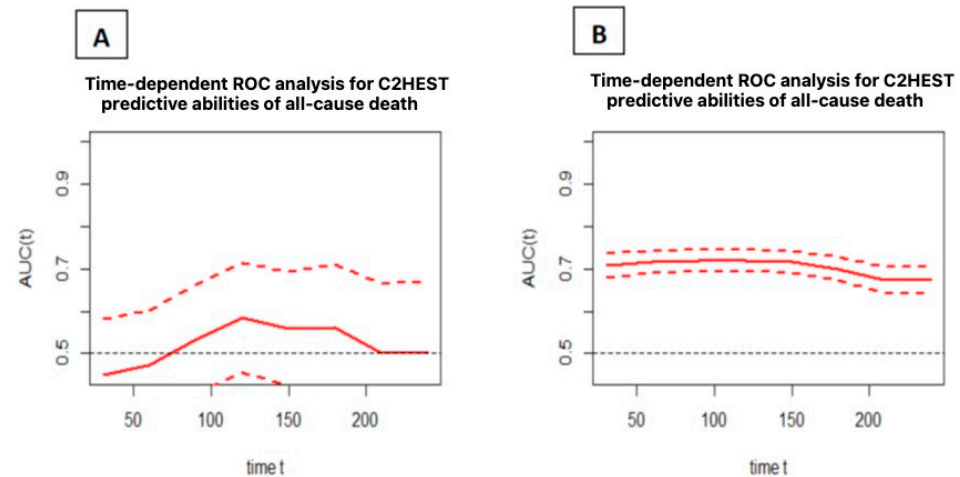 A
Time-dependent ROC analysis for C2HEST
predictive abilities of all-cause death
AUC(t)
0.9
0.7
0.5
50 100 150 200
time t
B
Time-dependent ROC analysis for C2HEST
predictive abilities of all-cause death
AUC(t)
0.9
0.7
0.5
50 100 150 200
time t